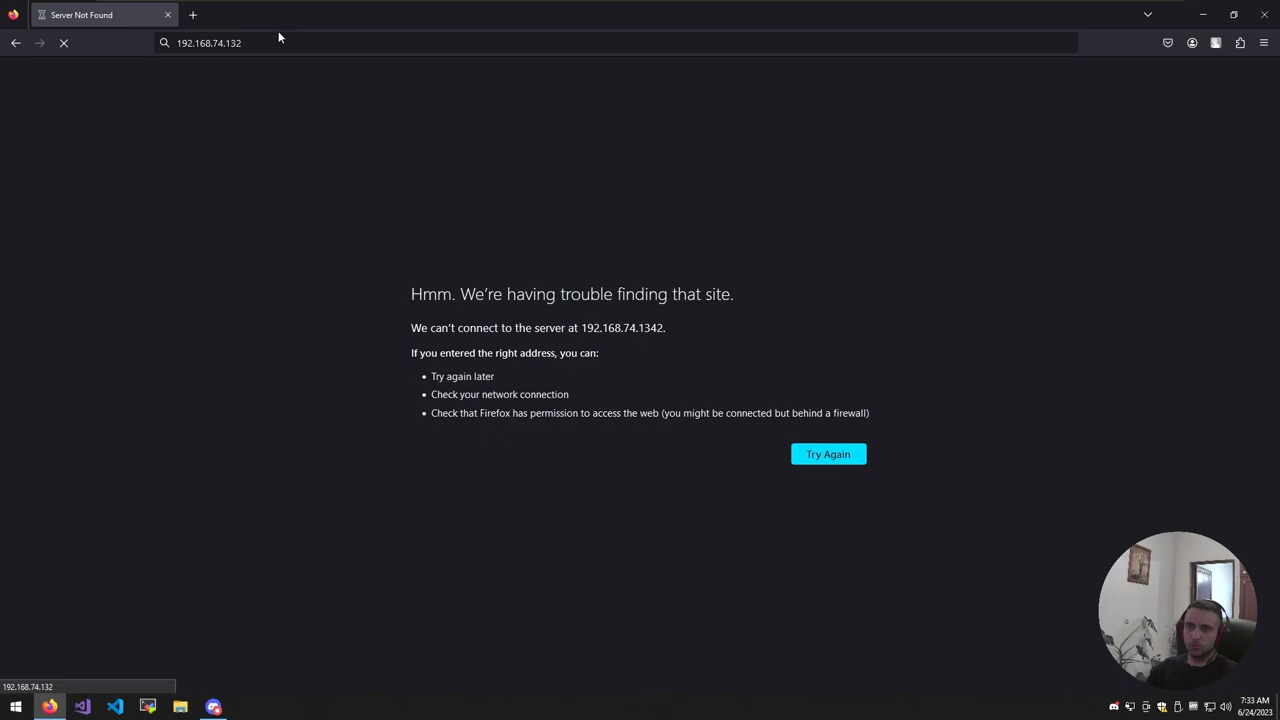 Server Not Found
192.168.74.132
Hmm. We're having trouble finding that site.
We can't connect to the server at 192.168.74.1342.
If you entered the right address, you can:
Try again later
Check your network connection
Check that Firefox has permission to access the web (you might be connected but behind a firewall)
Try Again
192.168.74.132
7:33 AM
6/24/2023